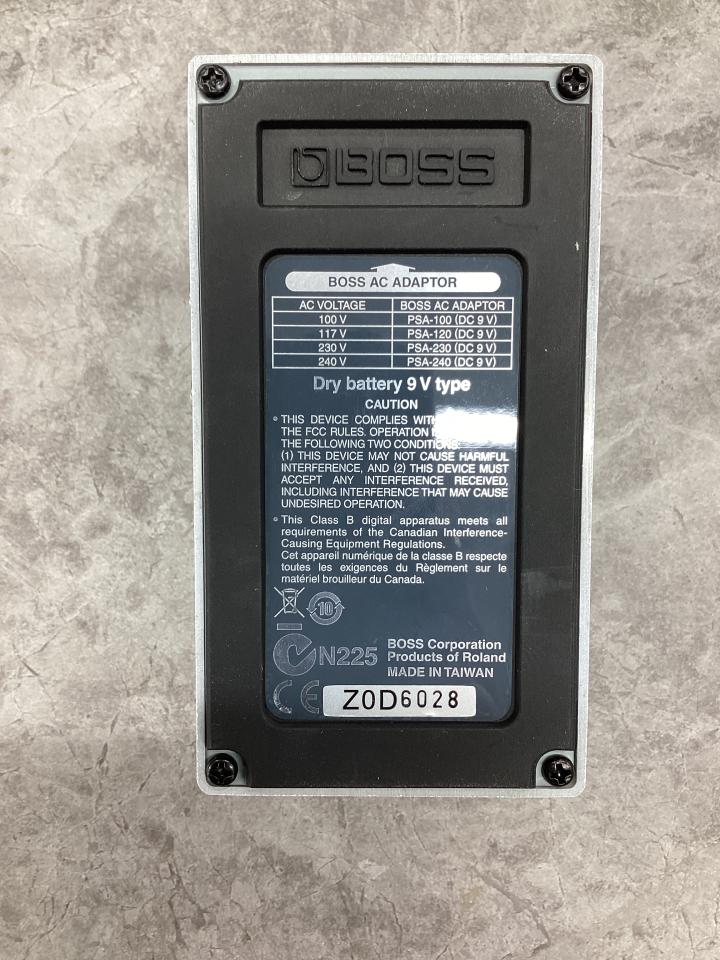 BOSS
BOSS AC ADAPTOR
AC VOLTAGE BOSS AC ADAPTOR
100 V PSA-100 (DC 9 V)
117 V PSA-120 (DC 9 V)
230 V PSA-230 (DC 9 V)
240 V PSA-240 (DC 9 V)
Dry battery 9 V type
CAUTION
THIS DEVICE COMPLIES
THE FCC RULES. OPERATION
THE FOLLOWING TWO
(1) THIS DEVICE MAY NOT CAUSE HARMFUL
INTERFERENCE, AND (2) THIS DEVICE MUST
ACCEPT ANY INTERFERENCE RECEIVED,
INCLUDING INTERFERENCE THAT MAY CAUSE
UNDESIRED OPERATION.
This Class B digital apparatus meets all
requirements of the Canadian Interference-
Causing Equipment Regulations.
Cet appareil numérique de la classe B respecte
toutes les exigences du Règlement sur le
matériel brouilleur du Canada.
10
N225
BOSS Corporation
Products of Roland
MADE IN TAIWAN
CE
Z0D6028